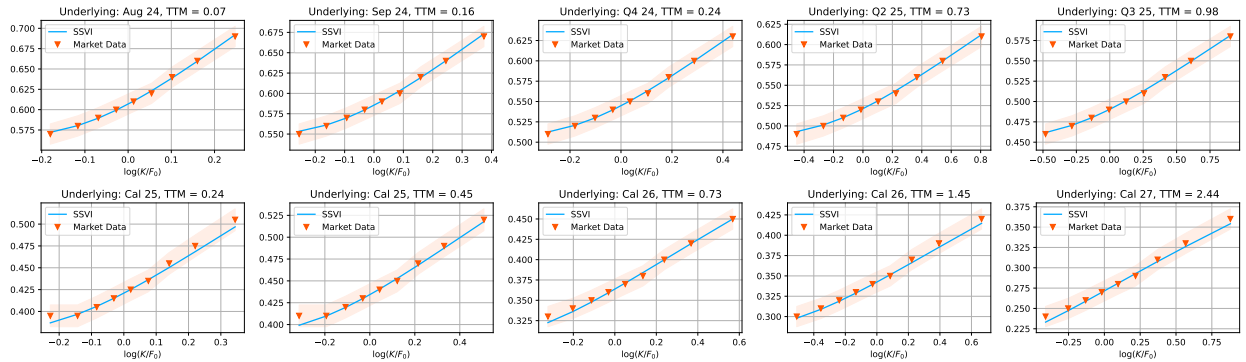 Underlying: Aug 24, TTM = 0.07
SSVI
Market Data
0.700
0.675
0.650
0.625
0.600
0.575
−0.2 −0.1 0.0 0.1 0.2
log(K/F₀)
Underlying: Sep 24, TTM = 0.16
SSVI
Market Data
0.675
0.650
0.625
0.600
0.575
0.550
−0.2 −0.1 0.0 0.1 0.2 0.3 0.4
log(K/F₀)
Underlying: Q4 24, TTM = 0.24
SSVI
Market Data
0.625
0.600
0.575
0.550
0.525
0.500
−0.2 0.0 0.2 0.4
log(K/F₀)
Underlying: Q2 25, TTM = 0.73
SSVI
Market Data
0.625
0.600
0.575
0.550
0.525
0.500
0.475
−0.4 −0.2 0.0 0.2 0.4 0.6 0.8
log(K/F₀)
Underlying: Q3 25, TTM = 0.98
SSVI
Market Data
0.575
0.550
0.525
0.500
0.475
0.450
−0.50 −0.25 0.00 0.25 0.50 0.75
log(K/F₀)
Underlying: Cal 25, TTM = 0.24
SSVI
Market Data
0.500
0.475
0.450
0.425
0.400
−0.2 −0.1 0.0 0.1 0.2 0.3
log(K/F₀)
Underlying: Cal 25, TTM = 0.45
SSVI
Market Data
0.525
0.500
0.475
0.450
0.425
0.400
−0.2 0.0 0.2 0.4
log(K/F₀)
Underlying: Cal 26, TTM = 0.73
SSVI
Market Data
0.450
0.425
0.400
0.375
0.350
0.325
−0.2 0.0 0.2 0.4 0.6
log(K/F₀)
Underlying: Cal 26, TTM = 1.45
SSVI
Market Data
0.425
0.400
0.375
0.350
0.325
0.300
−0.4 −0.2 0.0 0.2 0.4 0.6
log(K/F₀)
Underlying: Cal 27, TTM = 2.44
SSVI
Market Data
0.375
0.350
0.325
0.300
0.275
0.250
0.225
−0.4 −0.2 0.0 0.2 0.4 0.6 0.8
log(K/F₀)